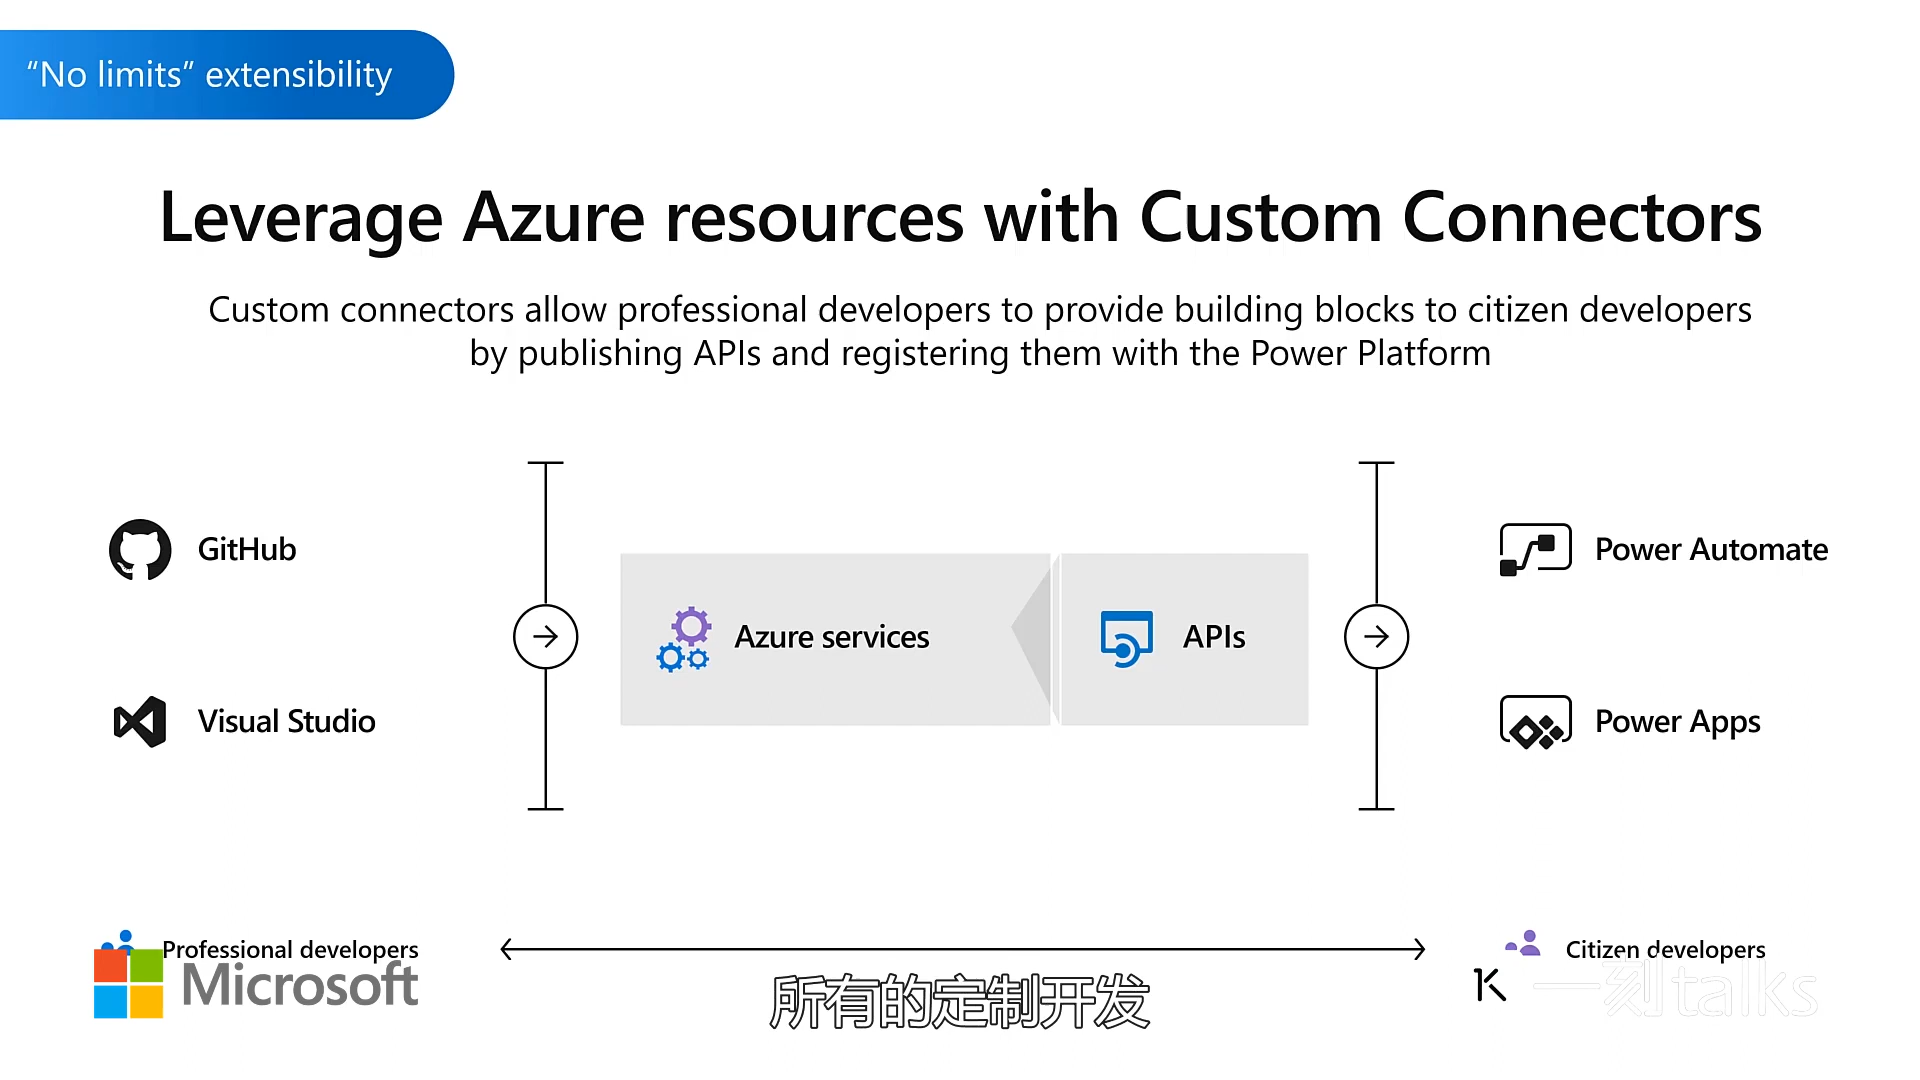 “No limits” extensibility
Leverage Azure resources with Custom Connectors
Custom connectors allow professional developers to provide building blocks to citizen developers
by publishing APIs and registering them with the Power Platform
GitHub
Visual Studio
Azure services
APIs
Power Automate
Power Apps
Professional developers
Citizen developers
Microsoft
所有的定制开发
一刻talks